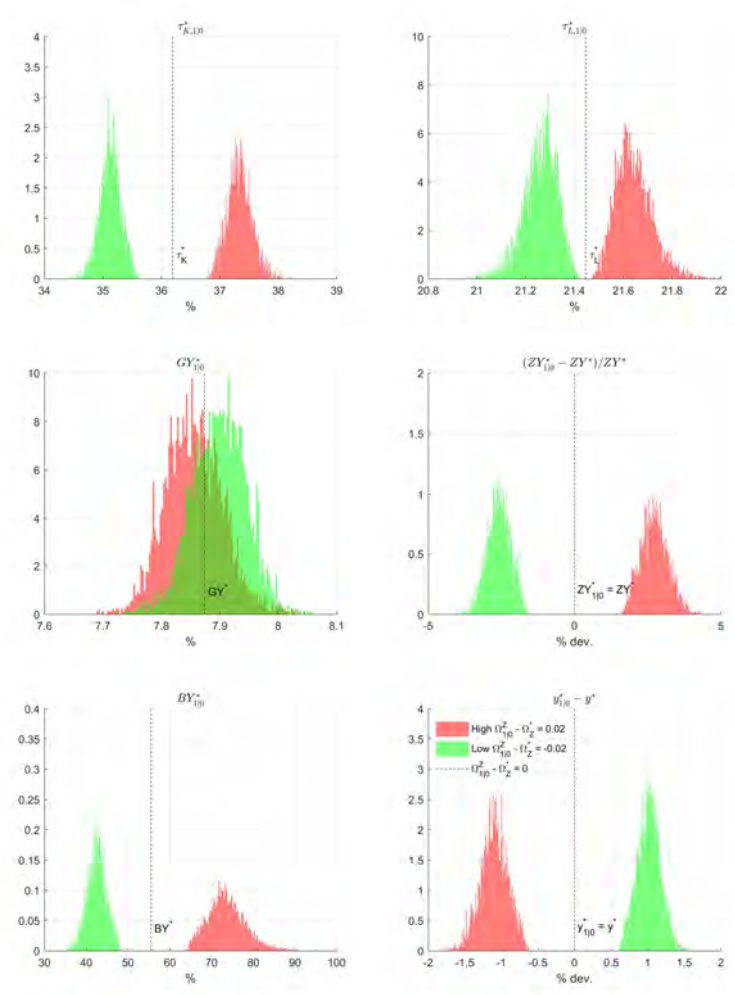 τ*K,1|0
4
3.5
3
2.5
2
1.5
1
0.5
0
τ*K
34 35 36 37 38 39
%
τ*L,1|0
10
8
6
4
2
0
τ*L
20.8 21 21.2 21.4 21.6 21.8 22
%
GY*1|0
10
8
6
4
2
0
GY*
7.6 7.7 7.8 7.9 8 8.1
%
(ZY*1|0 − ZY*)/ZY*
2
1.5
1
0.5
0
ZY*1|0 = ZY*
-5 0 5
% dev.
BY*1|0
0.4
0.35
0.3
0.25
0.2
0.15
0.1
0.05
0
BY*
30 40 50 60 70 80 90 100
%
y*1|0 − y*
4
3.5
3
2.5
2
1.5
1
0.5
0
High Ω^Z1|0 - Ω*Z = 0.02
Low Ω^Z1|0 - Ω*Z = -0.02
Ω^Z1|0 - Ω*Z = 0
y*1|0 = y*
-2 -1.5 -1 -0.5 0 0.5 1 1.5 2
% dev.